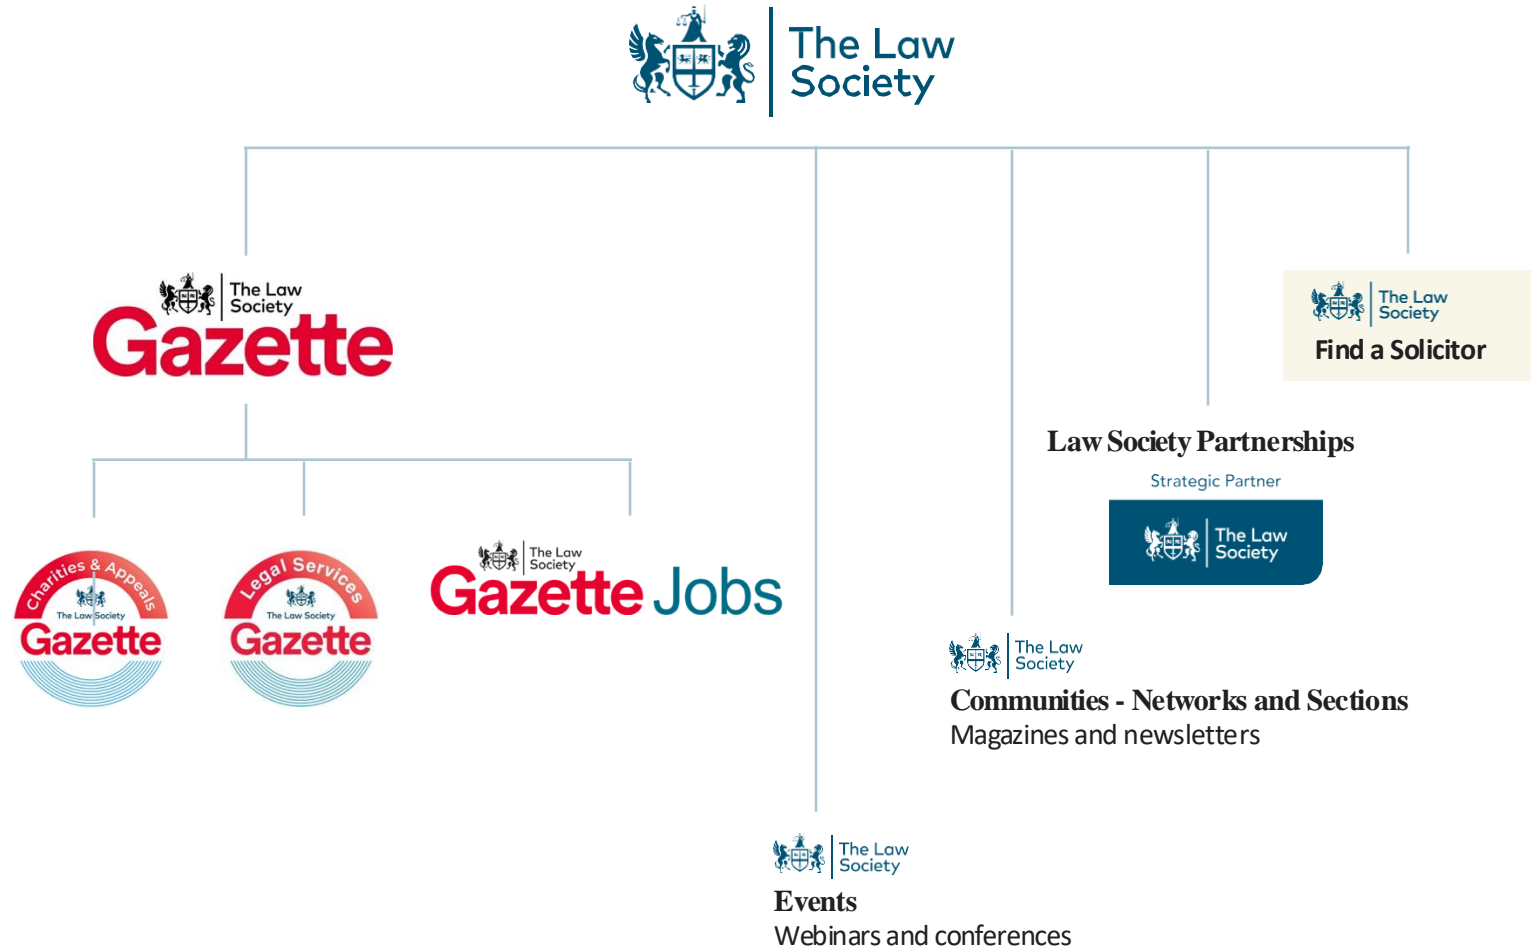 The Law
Society
The Law
Society
Gazette
The Law
Society
Find a Solicitor
Law Society Partnerships
Strategic Partner
The Law
Society
Charities & Appeals
The Law Society
Gazette
Legal Services
The Law Society
Gazette
The Law
Society
Gazette Jobs
The Law
Society
Communities - Networks and Sections
Magazines and newsletters
The Law
Society
Events
Webinars and conferences